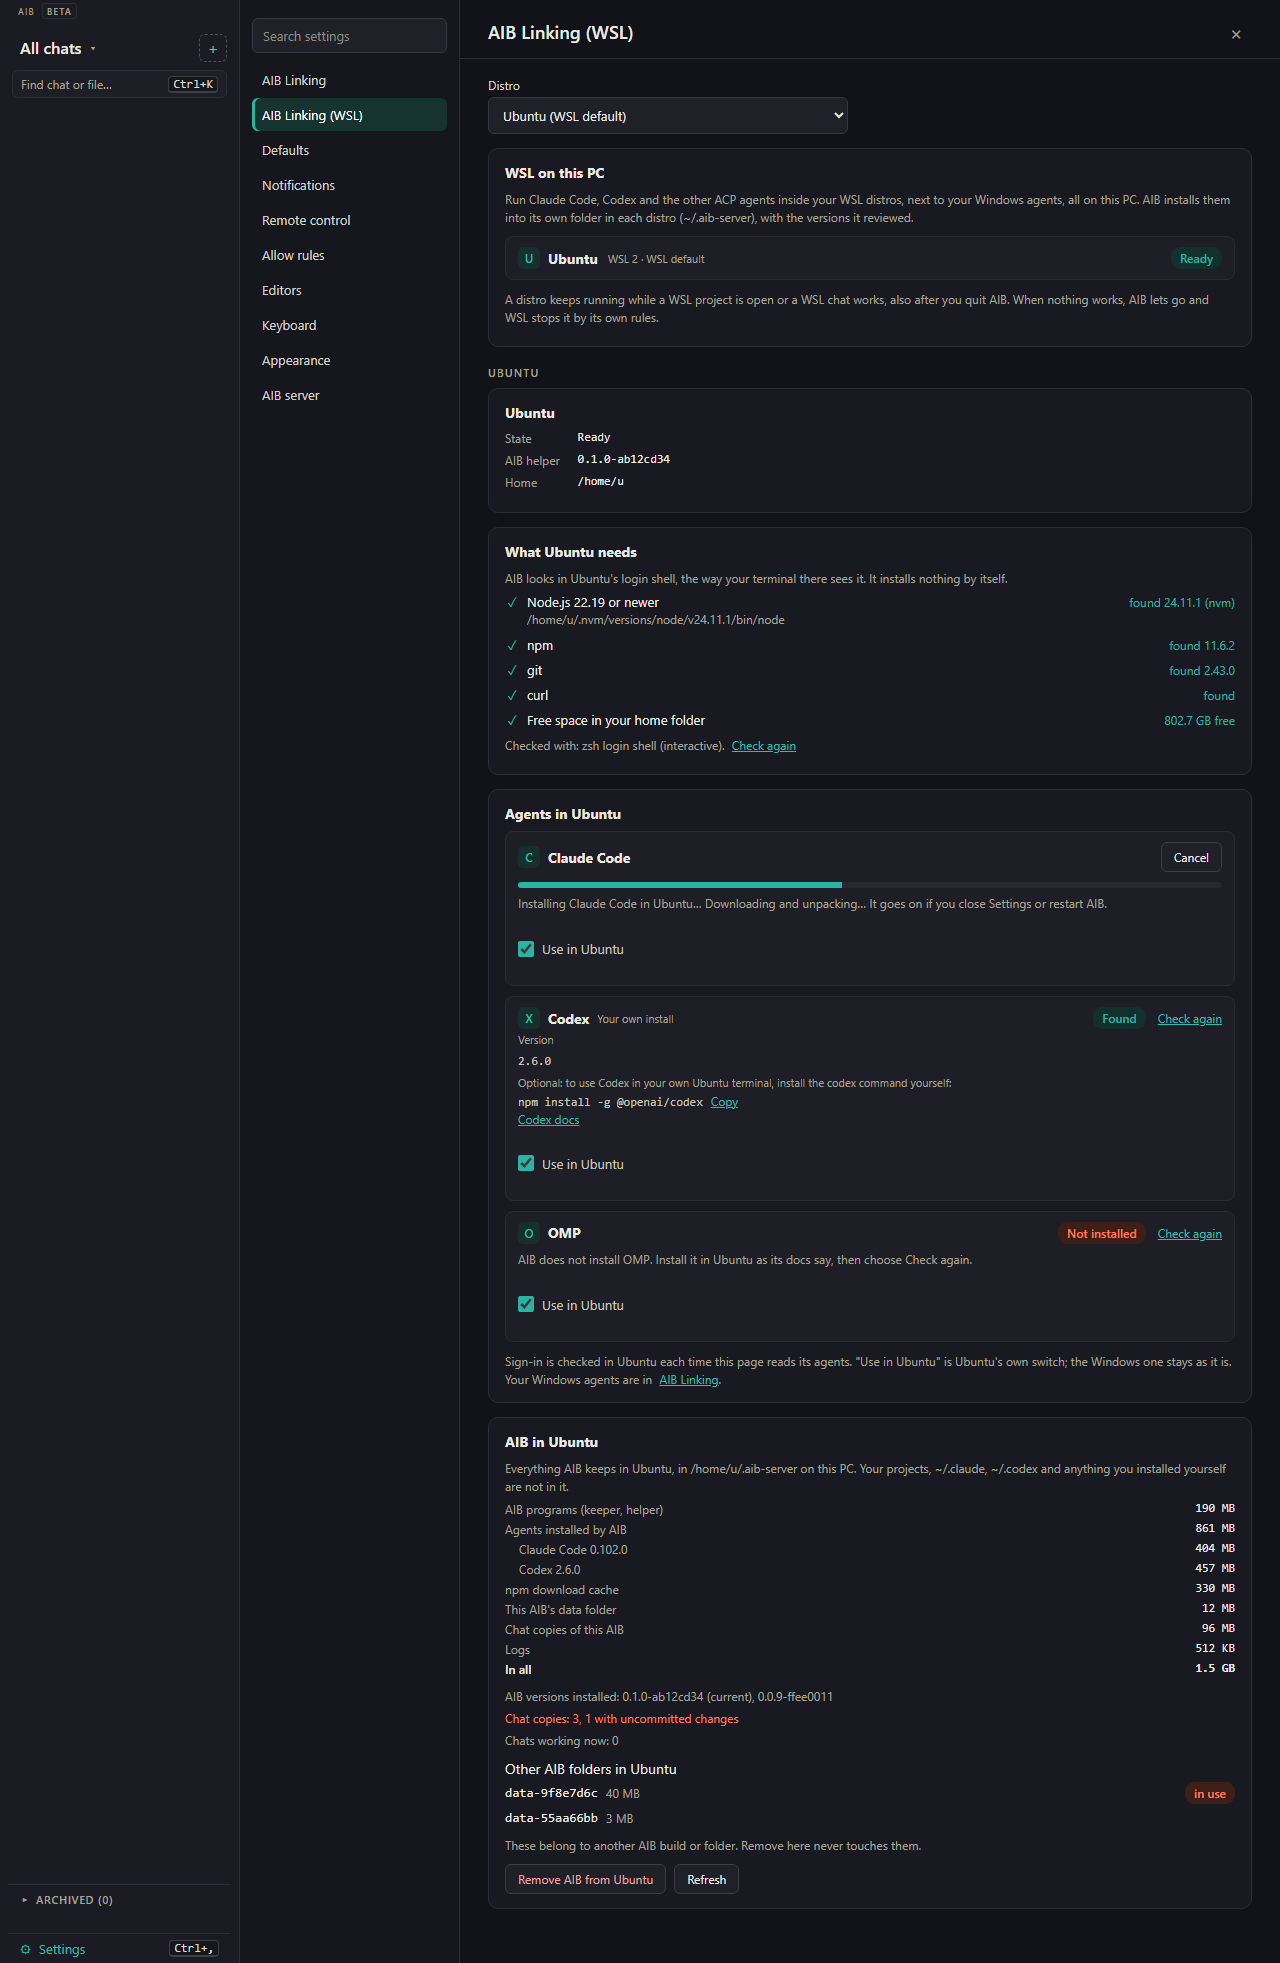 AIB BETA
All chats
+
Find chat or file... Ctrl+K
ARCHIVED (0)
Settings Ctrl+,
Search settings
AIB Linking
AIB Linking (WSL)
Defaults
Notifications
Remote control
Allow rules
Editors
Keyboard
Appearance
AIB server
AIB Linking (WSL)
×
Distro
Ubuntu (WSL default)
WSL on this PC
Run Claude Code, Codex and the other ACP agents inside your WSL distros, next to your Windows agents, all on this PC. AIB installs them
into its own folder in each distro (~/.aib-server), with the versions it reviewed.
U Ubuntu WSL 2 · WSL default Ready
A distro keeps running while a WSL project is open or a WSL chat works, also after you quit AIB. When nothing works, AIB lets go and
WSL stops it by its own rules.
UBUNTU
Ubuntu
State Ready
AIB helper 0.1.0-ab12cd34
Home /home/u
What Ubuntu needs
AIB looks in Ubuntu's login shell, the way your terminal there sees it. It installs nothing by itself.
✓ Node.js 22.19 or newer found 24.11.1 (nvm)
/home/u/.nvm/versions/node/v24.11.1/bin/node
✓ npm found 11.6.2
✓ git found 2.43.0
✓ curl found
✓ Free space in your home folder 802.7 GB free
Checked with: zsh login shell (interactive). Check again
Agents in Ubuntu
C Claude Code Cancel
Installing Claude Code in Ubuntu... Downloading and unpacking... It goes on if you close Settings or restart AIB.
Use in Ubuntu
X Codex Your own install Found Check again
Version
2.6.0
Optional: to use Codex in your own Ubuntu terminal, install the codex command yourself:
npm install -g @openai/codex Copy
Codex docs
Use in Ubuntu
O OMP Not installed Check again
AIB does not install OMP. Install it in Ubuntu as its docs say, then choose Check again.
Use in Ubuntu
Sign-in is checked in Ubuntu each time this page reads its agents. "Use in Ubuntu" is Ubuntu's own switch; the Windows one stays as it is.
Your Windows agents are in AIB Linking.
AIB in Ubuntu
Everything AIB keeps in Ubuntu, in /home/u/.aib-server on this PC. Your projects, ~/.claude, ~/.codex and anything you installed yourself
are not in it.
AIB programs (keeper, helper) 190 MB
Agents installed by AIB 861 MB
Claude Code 0.102.0 404 MB
Codex 2.6.0 457 MB
npm download cache 330 MB
This AIB's data folder 12 MB
Chat copies of this AIB 96 MB
Logs 512 KB
In all 1.5 GB
AIB versions installed: 0.1.0-ab12cd34 (current), 0.0.9-ffee0011
Chat copies: 3, 1 with uncommitted changes
Chats working now: 0
Other AIB folders in Ubuntu
data-9f8e7d6c 40 MB in use
data-55aa66bb 3 MB
These belong to another AIB build or folder. Remove here never touches them.
Remove AIB from Ubuntu Refresh